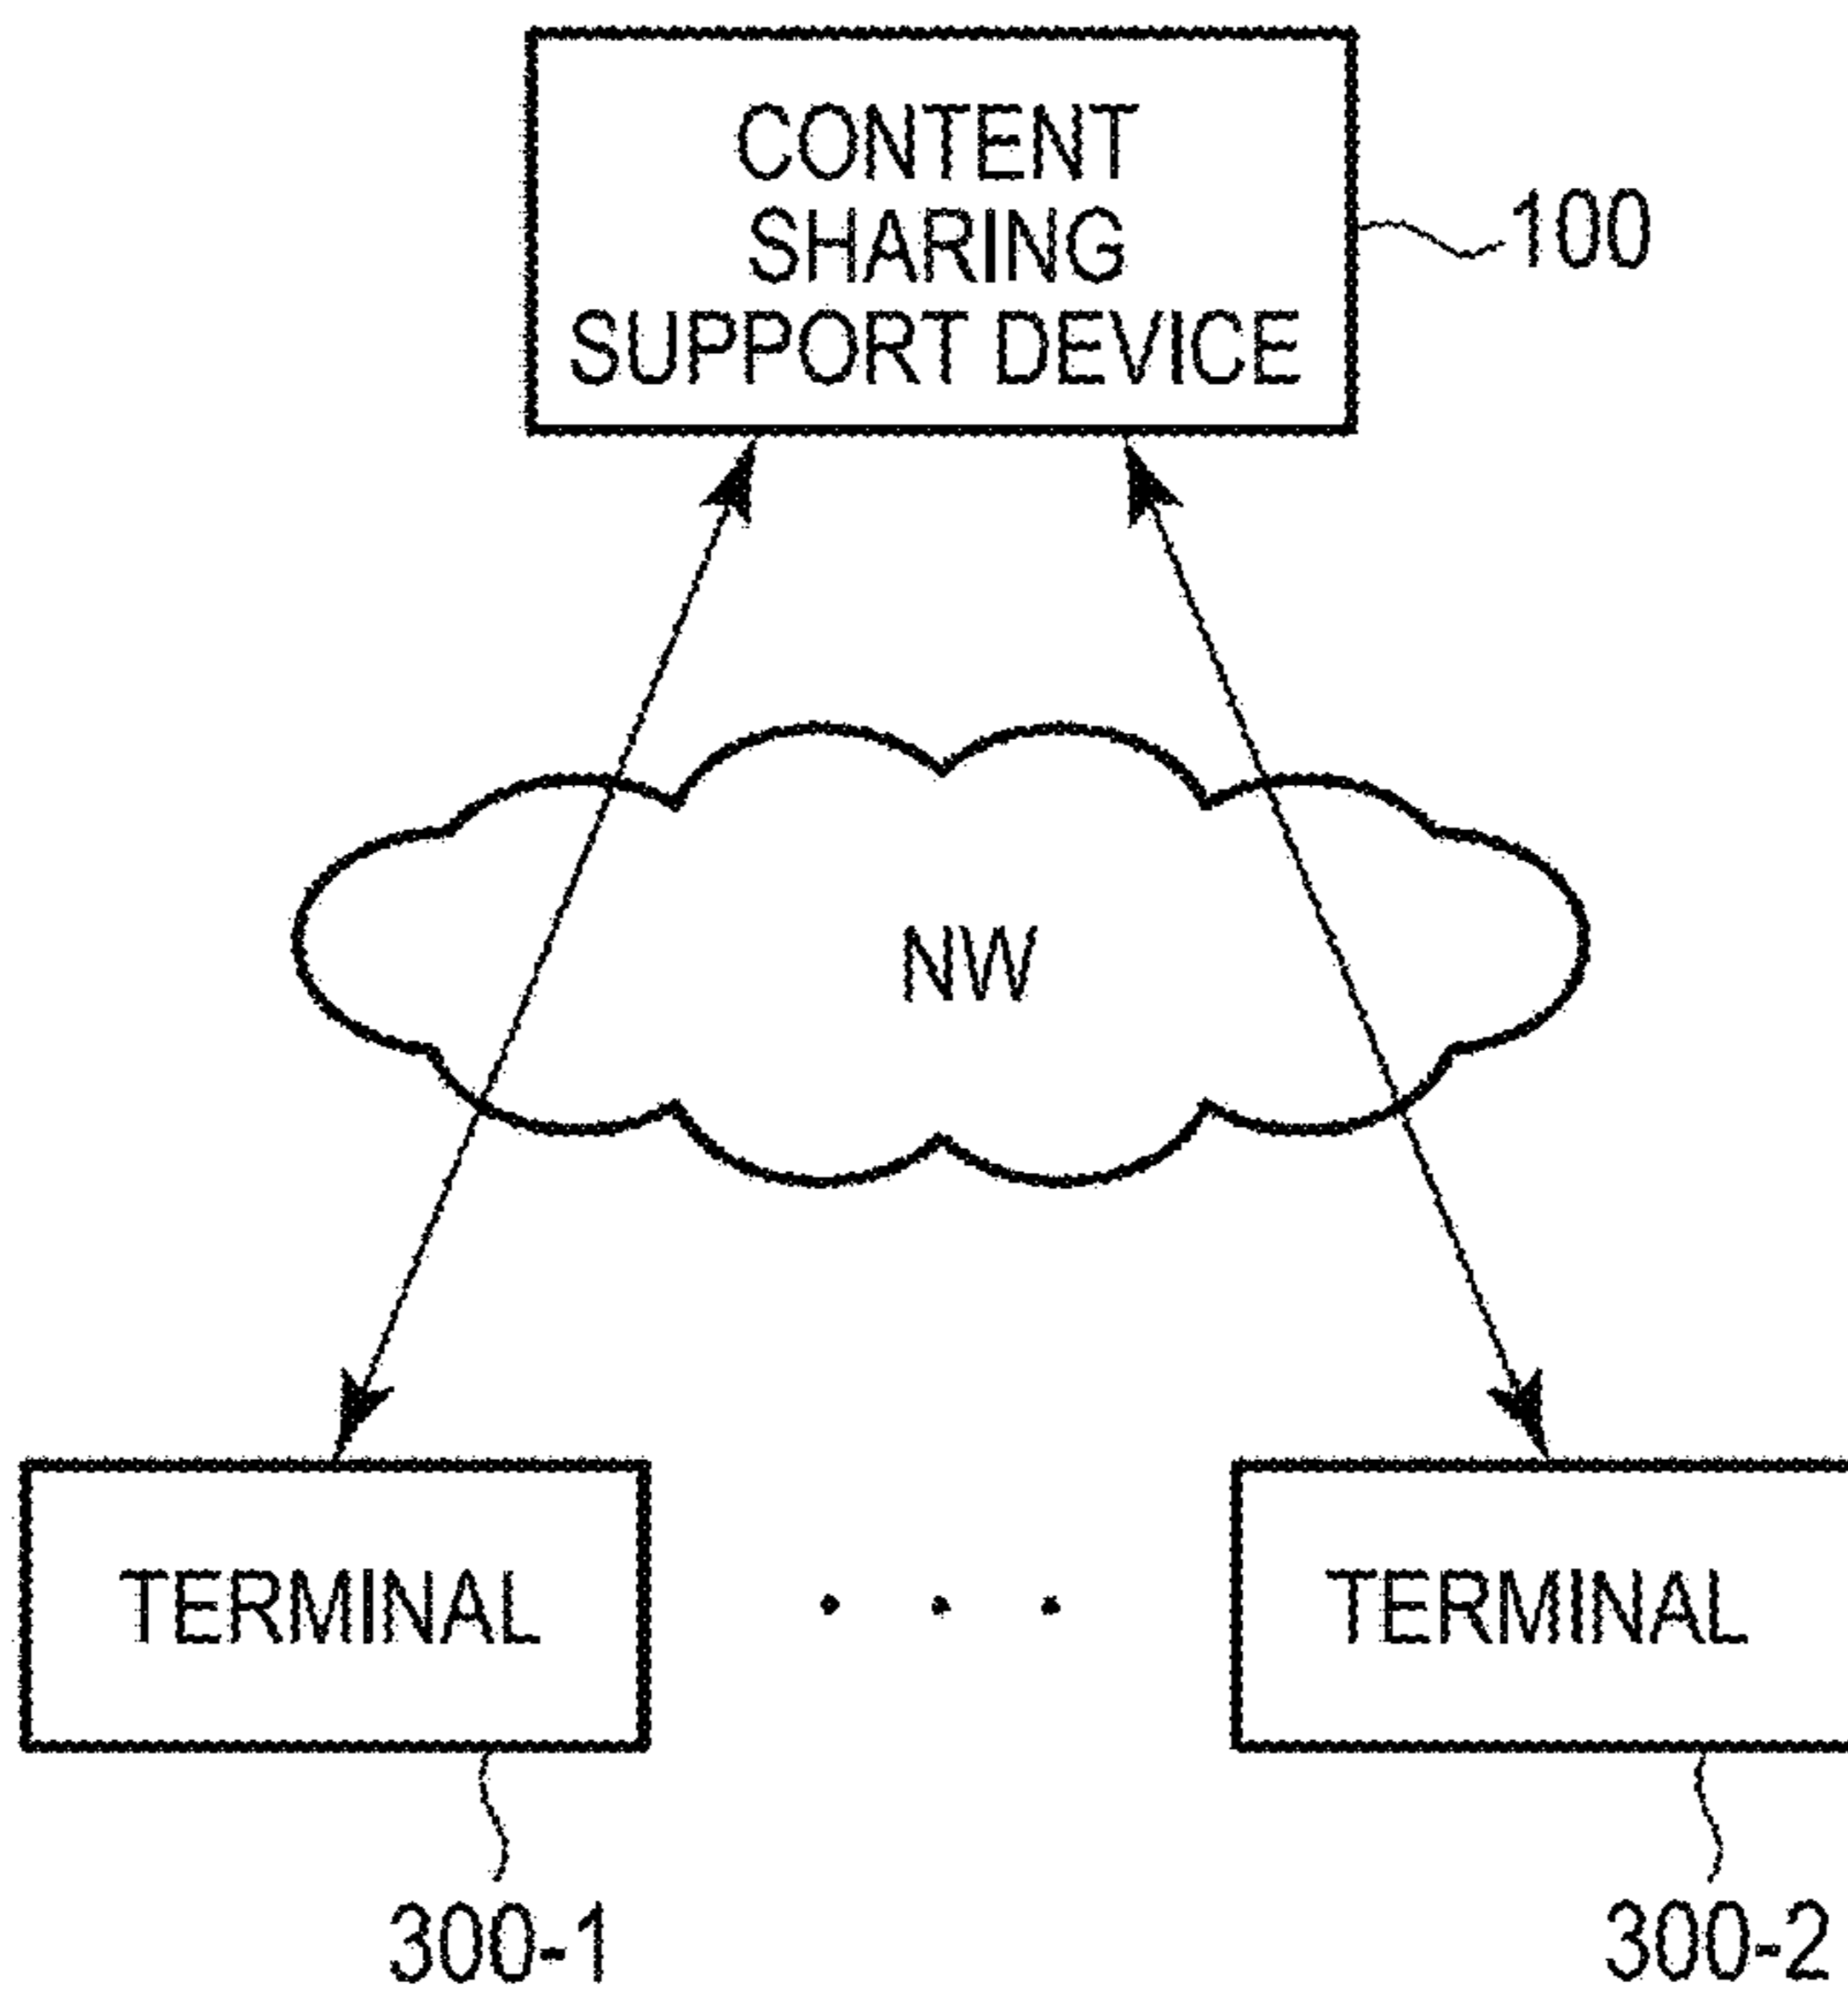 CONTENT
SHARING
SUPPORT DEVICE
100
NW
TERMINAL
TERMINAL
300-1
300-2